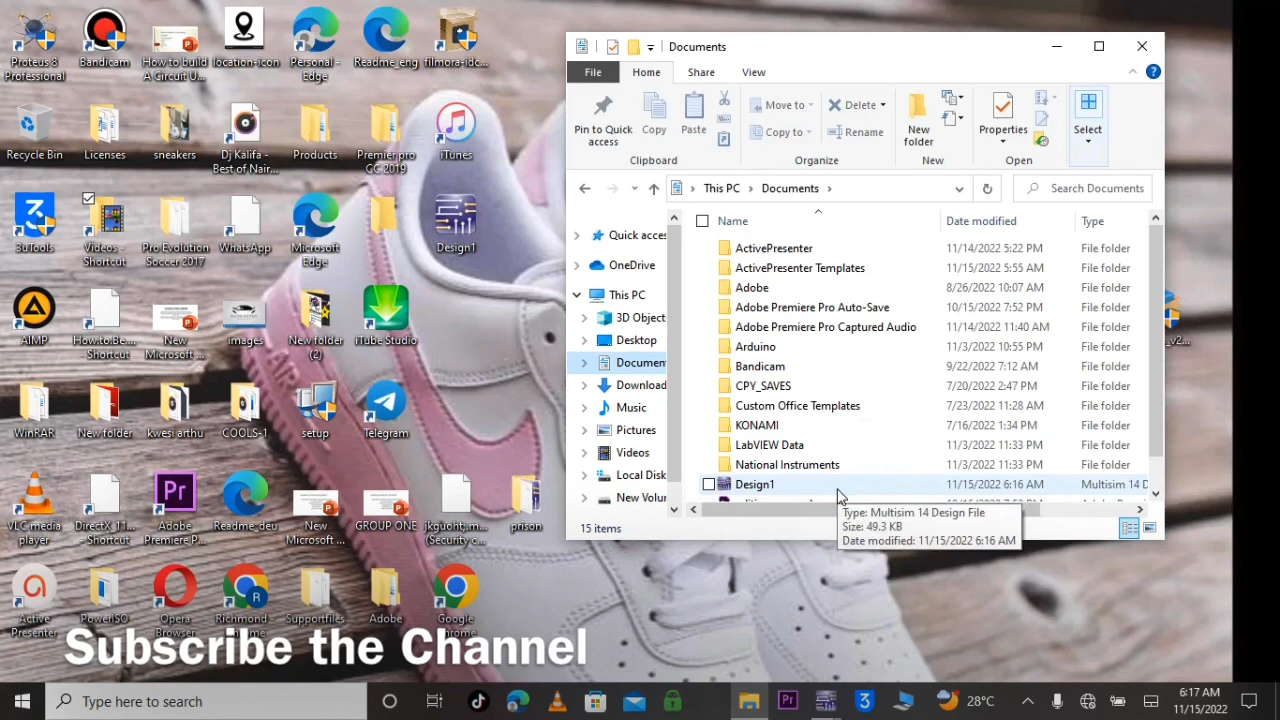 Proteus 8
Professional
Bandicam
How to build
A Circuit U...
location-icon
Personal -
Edge
Readme_eng
filmora-idc...
Recycle Bin
Licenses
sneakers
Dj Kalifa -
Best of Nair...
Products
Premier pro
CC 2019
iTunes
3uTools
Videos -
Shortcut
Pro Evolution
Soccer 2017
WhatsApp
Microsoft
Edge
Design1
AIMP
How.to.Be....
- Shortcut
New
Microsoft ...
images
New folder
(2)
iTube Studio
WinRAR
New folder
kwesi arthu
COOLS-1
setup
Telegram
VLC media
player
DirectX_11...
- Shortcut
Adobe
Premiere P...
Readme_deu
New
Microsoft ...
GROUP ONE
jkguoht;m...
(Security c...
prison
Active
Presenter
PowerISO
Opera
Browser
Richmond -
Chrome
Supportfiles
Adobe
Google
Chrome
_v2...
Subscribe the Channel
Documents
File
Home
Share
View
Pin to Quick
access
Copy
Paste
Move to
Copy to
Delete
Rename
New
folder
Properties
Select
Clipboard
Organize
New
Open
This PC
Documents
Search Documents
Name
Date modified
Type
Quick acces
OneDrive
This PC
3D Object
Desktop
Document
Download
Music
Pictures
Videos
Local Disk
New Volun
ActivePresenter 11/14/2022 5:22 PM File folder
ActivePresenter Templates 11/15/2022 5:55 AM File folder
Adobe 8/26/2022 10:07 AM File folder
Adobe Premiere Pro Auto-Save 10/15/2022 7:52 PM File folder
Adobe Premiere Pro Captured Audio 11/14/2022 11:40 AM File folder
Arduino 11/3/2022 10:55 PM File folder
Bandicam 9/22/2022 7:12 AM File folder
CPY_SAVES 7/20/2022 2:47 PM File folder
Custom Office Templates 7/23/2022 11:28 AM File folder
KONAMI 7/16/2022 1:34 PM File folder
LabVIEW Data 11/3/2022 11:33 PM File folder
National Instruments 11/3/2022 11:33 PM File folder
Design1 11/15/2022 6:16 AM Multisim 14 D
Type: Multisim 14 Design File
Size: 49.3 KB
Date modified: 11/15/2022 6:16 AM
15 items
Type here to search
28°C
6:17 AM
11/15/2022